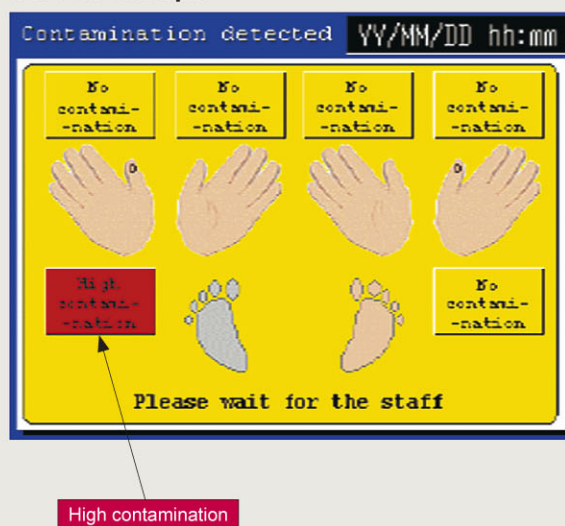 Contamination detected YY/MM/DD hh:mm
No
contami-
-nation
No
contami-
-nation
No
contami-
-nation
No
contami-
-nation
High
contami-
-nation
No
contami-
-nation
Please wait for the staff
High contamination